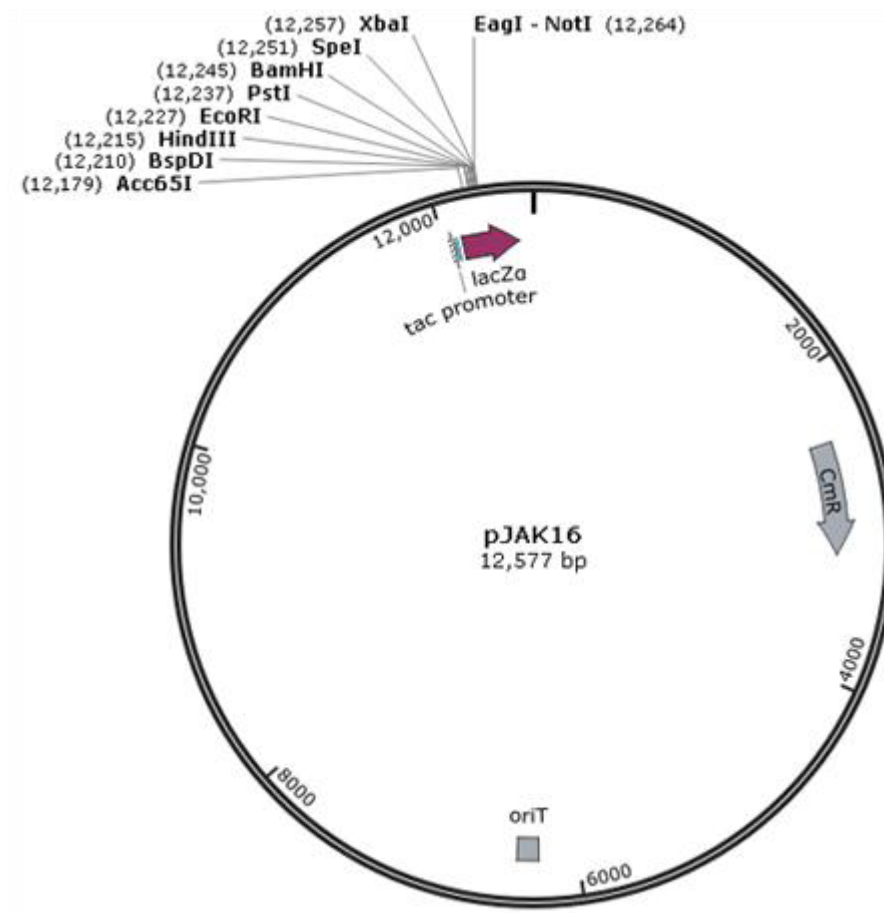 (12,257) XbaI
EagI - NotI (12,264)
(12,251) SpeI
(12,245) BamHI
(12,237) PstI
(12,227) EcoRI
(12,215) HindIII
(12,210) BspDI
(12,179) Acc65I
12,000
lacZα
tac promoter
2000
10,000
CmR
pJAK16
12,577 bp
4000
8000
oriT
6000